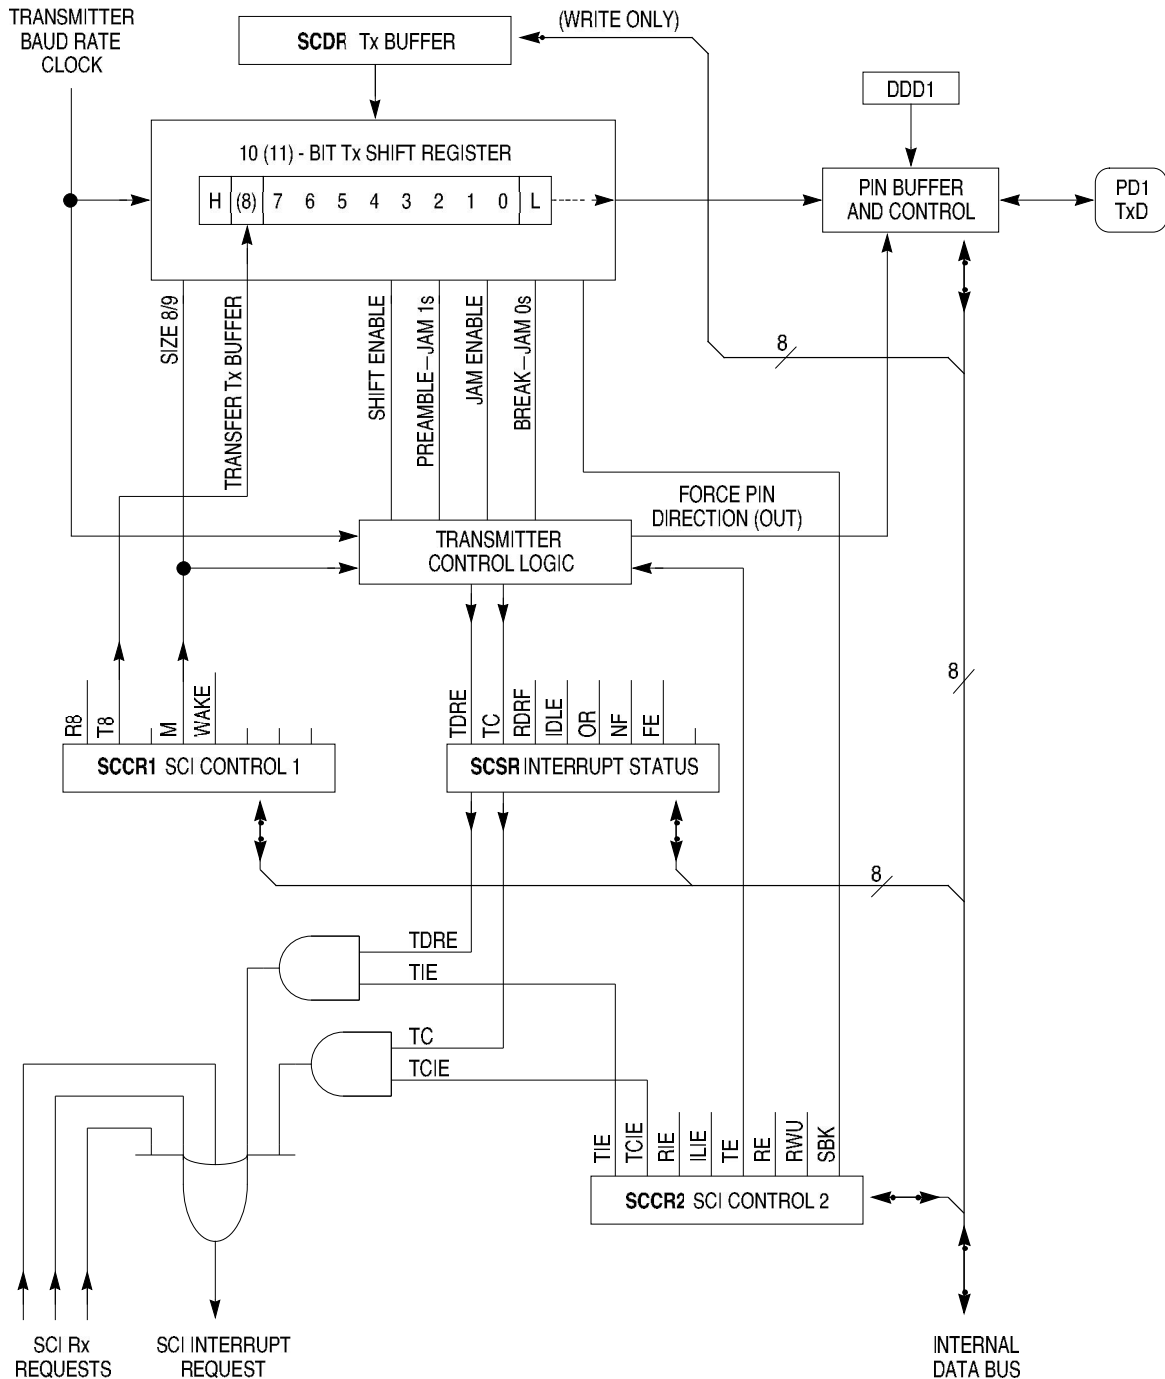 TRANSMITTER
BAUD RATE
CLOCK
SCDR Tx BUFFER
(WRITE ONLY)
DDD1
10 (11) - BIT Tx SHIFT REGISTER
H (8) 7 6 5 4 3 2 1 0 L
PIN BUFFER
AND CONTROL
PD1
TxD
SIZE 8/9
TRANSFER Tx BUFFER
SHIFT ENABLE
PREAMBLE—JAM 1s
JAM ENABLE
BREAK—JAM 0s
8
FORCE PIN
DIRECTION (OUT)
TRANSMITTER
CONTROL LOGIC
8
R8
T8
M
WAKE
TDRE
TC
RDRF
IDLE
OR
NF
FE
SCCR1 SCI CONTROL 1
SCSR INTERRUPT STATUS
8
TDRE
TIE
TC
TCIE
TIE
TCIE
RIE
ILIE
TE
RE
RWU
SBK
SCCR2 SCI CONTROL 2
SCI Rx
REQUESTS
SCI INTERRUPT
REQUEST
INTERNAL
DATA BUS